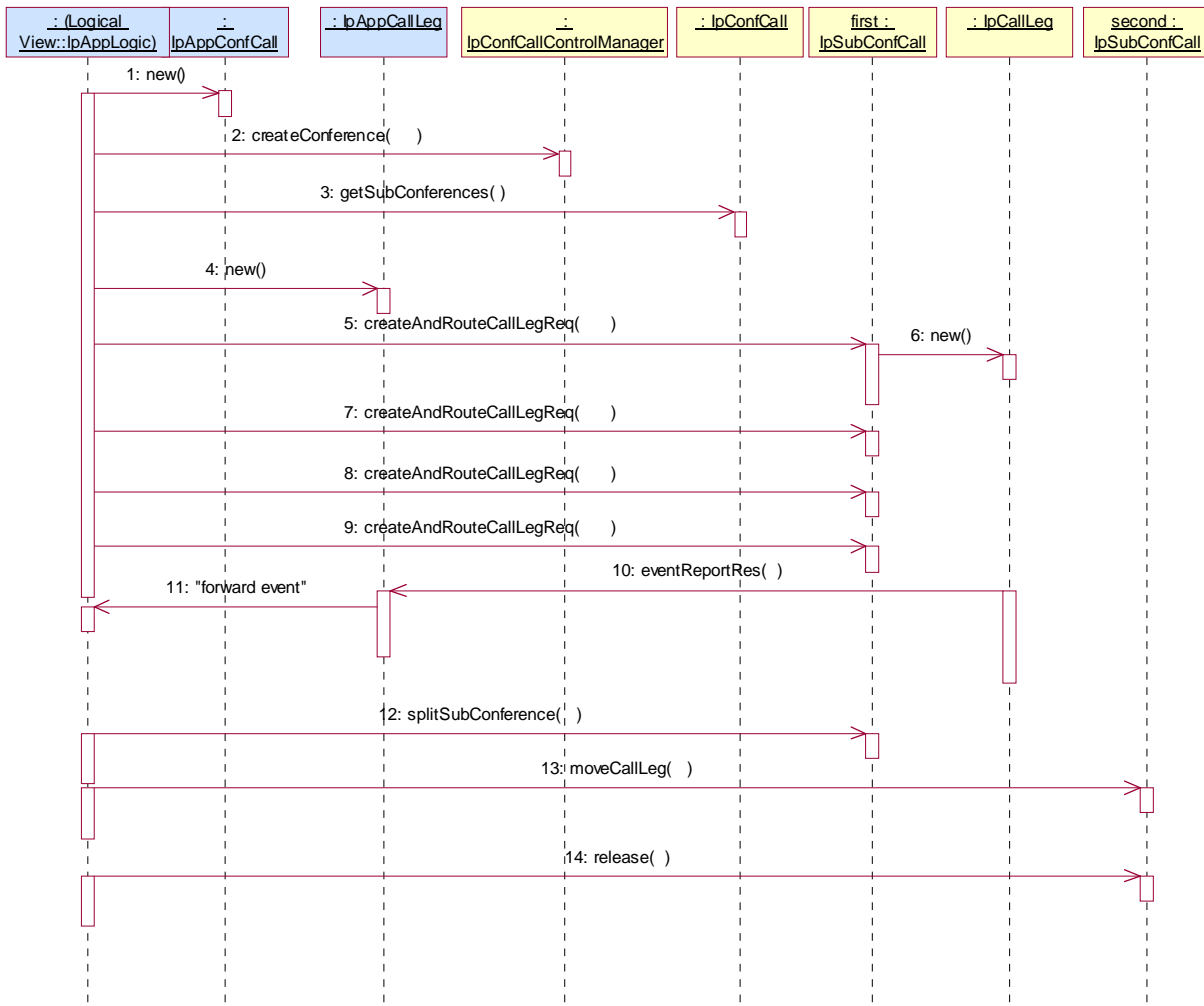 : (Logical
View::IpAppLogic)
:
IpAppConfCall
: IpAppCallLeg
:
IpConfCallControlManager
: IpConfCall
first :
IpSubConfCall
: IpCallLeg
second :
IpSubConfCall
1: new()
2: createConference( )
3: getSubConferences( )
4: new()
5: createAndRouteCallLegReq( )
6: new()
7: createAndRouteCallLegReq( )
8: createAndRouteCallLegReq( )
9: createAndRouteCallLegReq( )
10: eventReportRes( )
11: "forward event"
12: splitSubConference( )
13: moveCallLeg( )
14: release( )